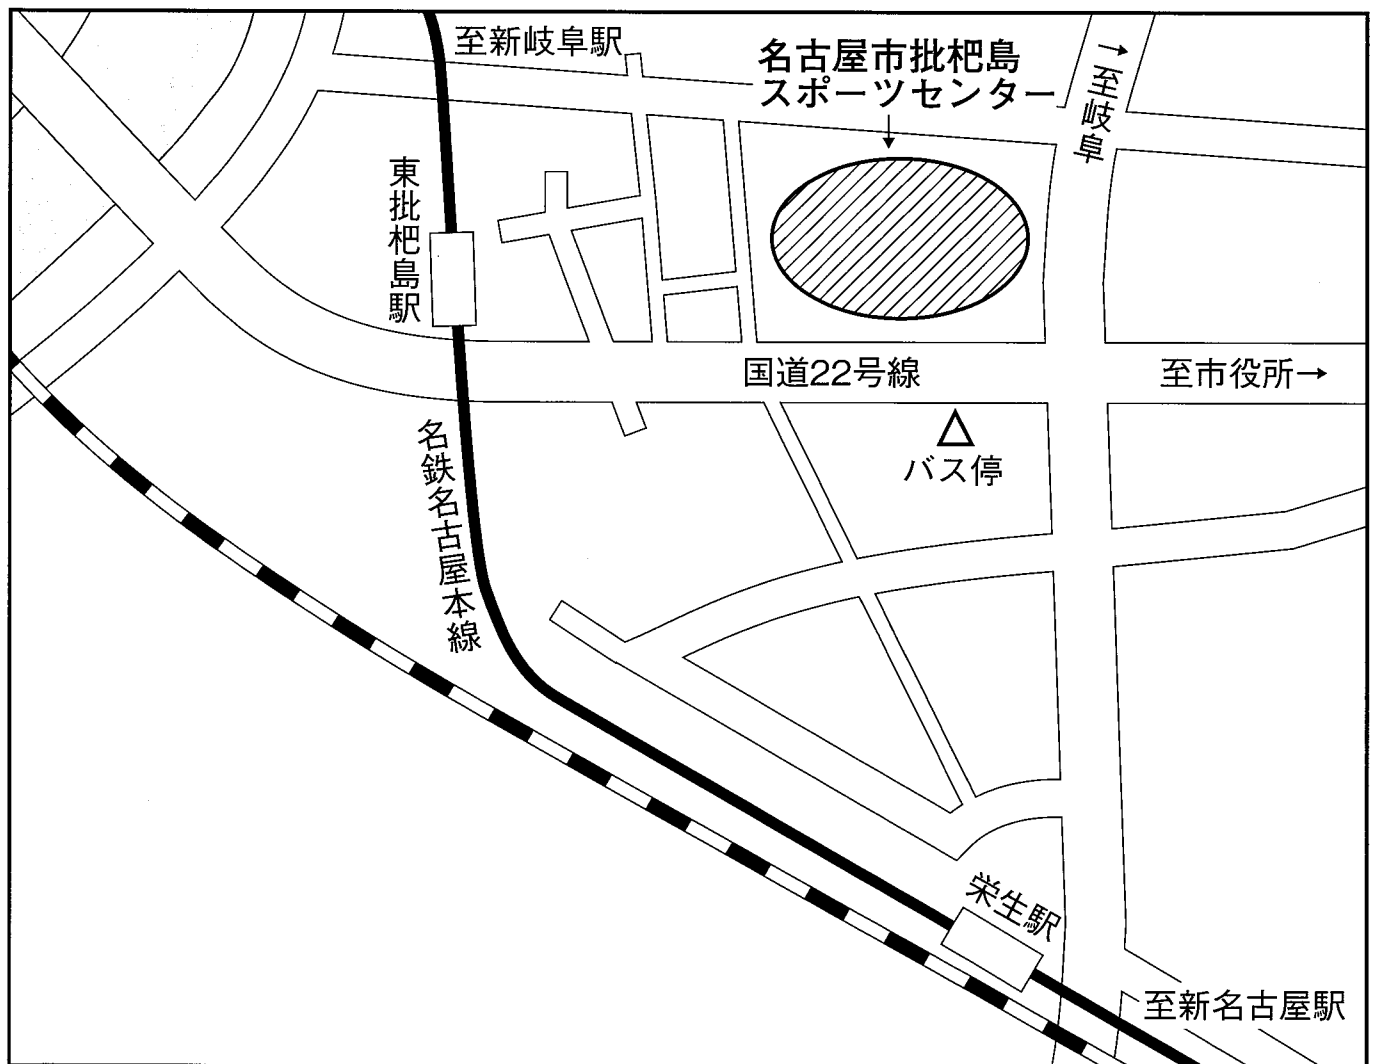 至新岐阜駅
名古屋市批杷島
スポーツセンター
→至岐阜
東批杷島駅
国道22号線
至市役所→
バス停
名鉄名古屋本線
栄生駅
至新名古屋駅